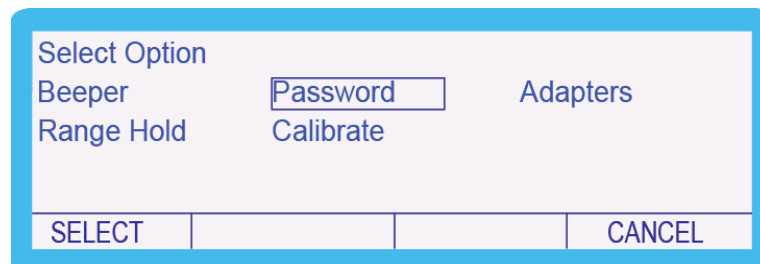 Select Option
Beeper Password Adapters
Range Hold Calibrate
SELECT CANCEL